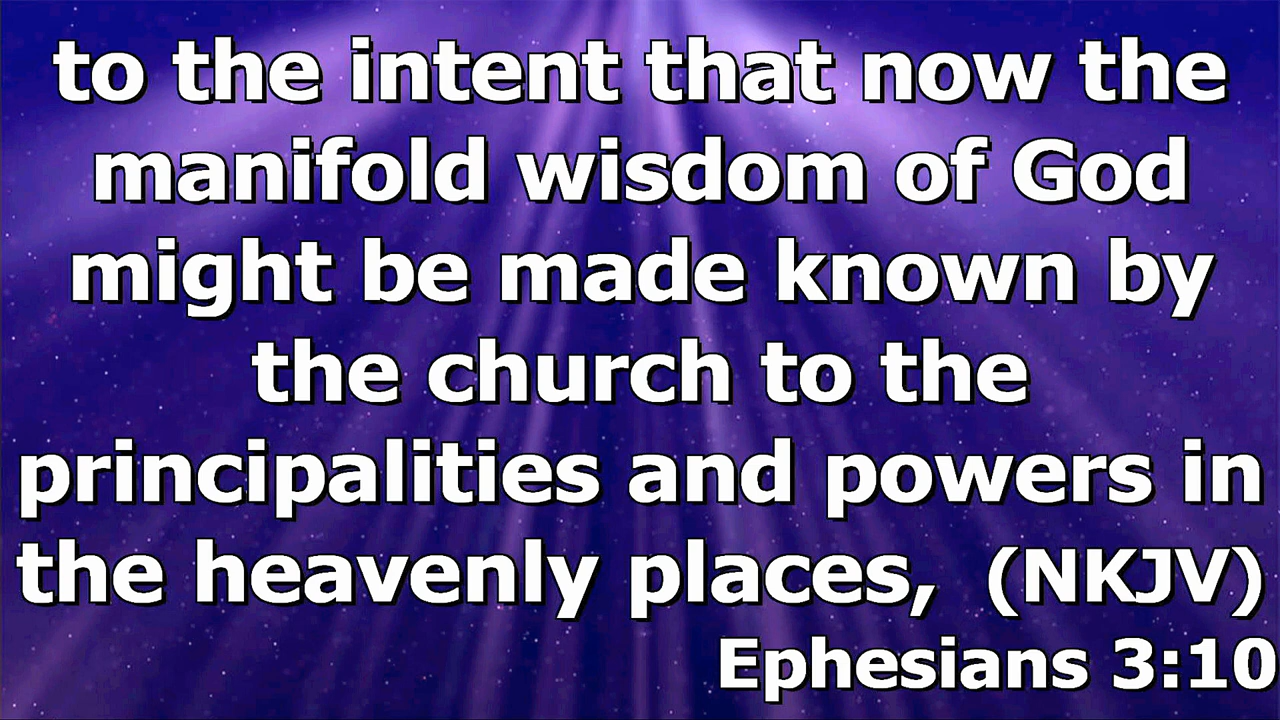 to the intent that now the
manifold wisdom of God
might be made known by
the church to the
principalities and powers in
the heavenly places, (NKJV)
Ephesians 3:10